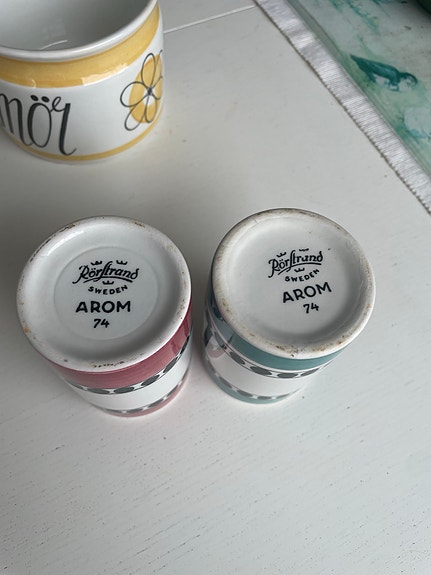 mör
Rörstrand
SWEDEN
AROM
74
Rörstrand
SWEDEN
AROM
74